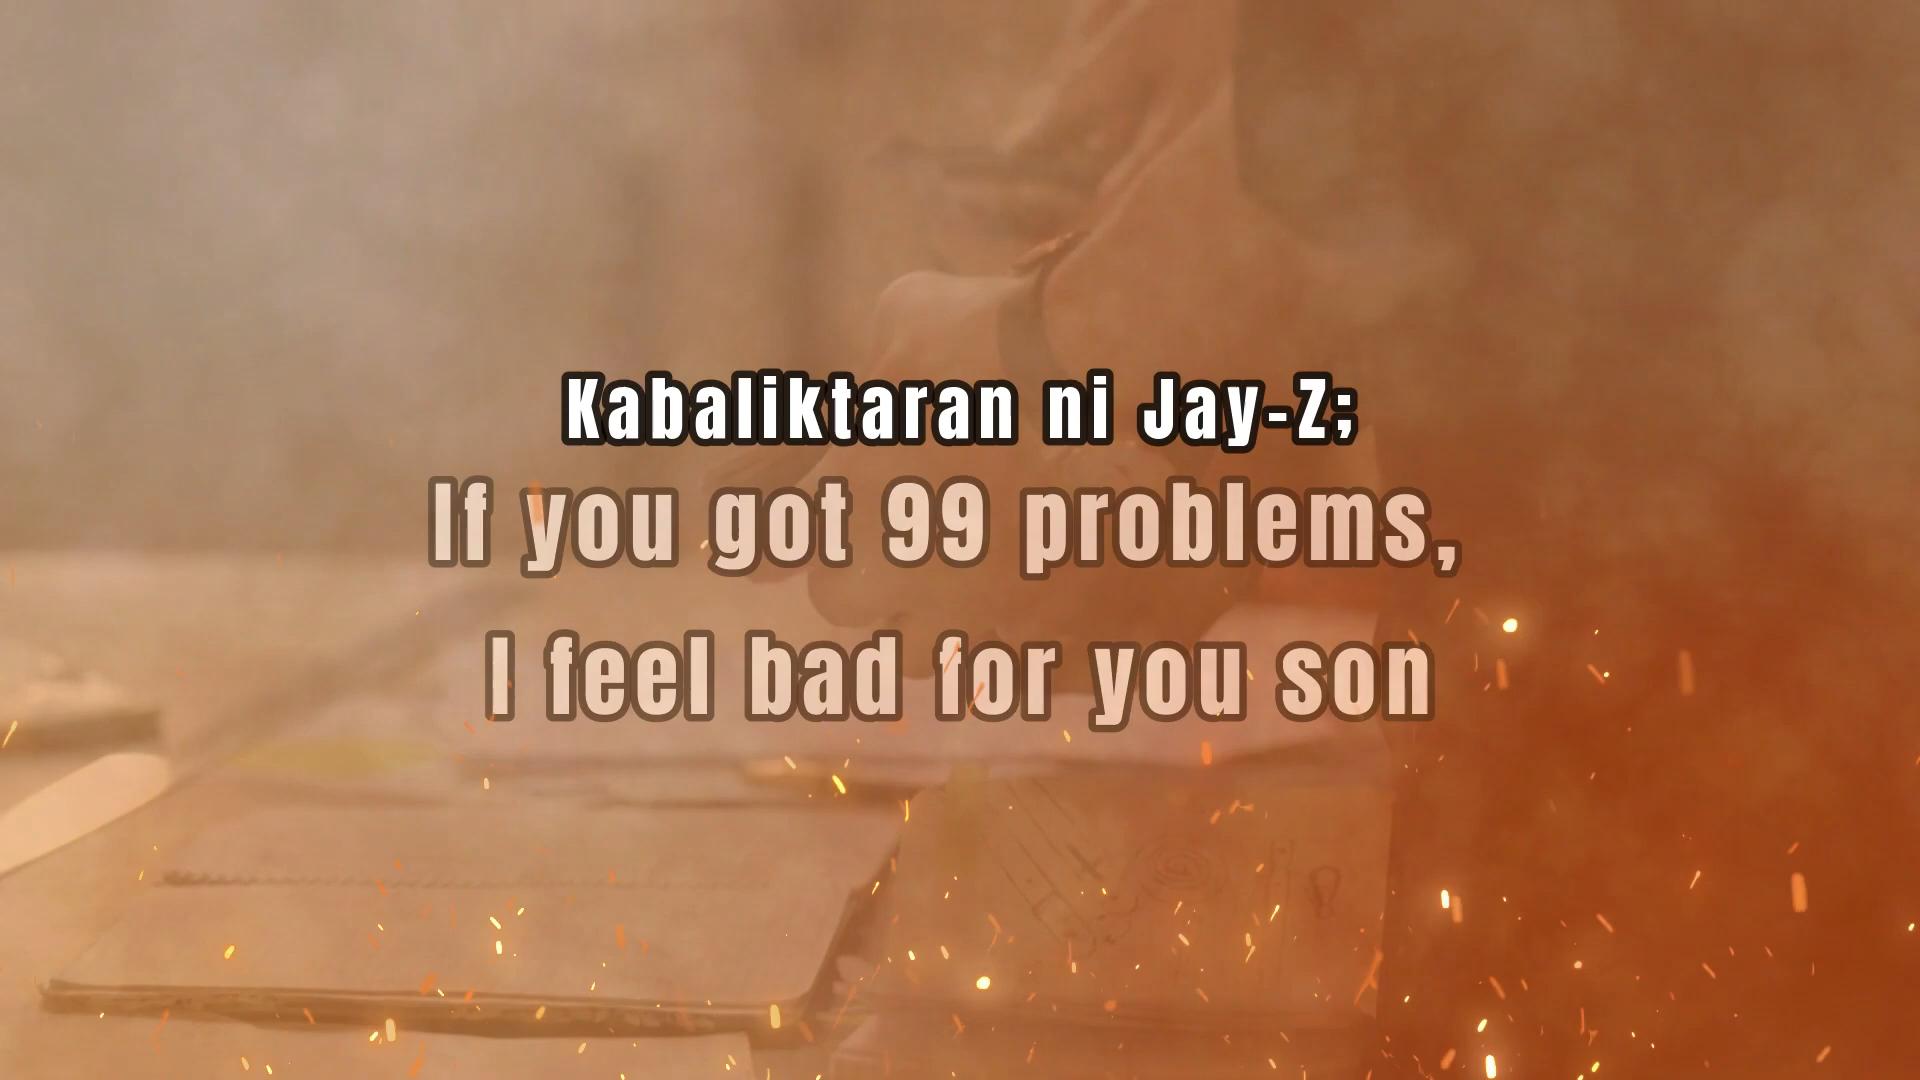 Kabaliktaran ni Jay-Z;
If you got 99 problems,
I feel bad for you son